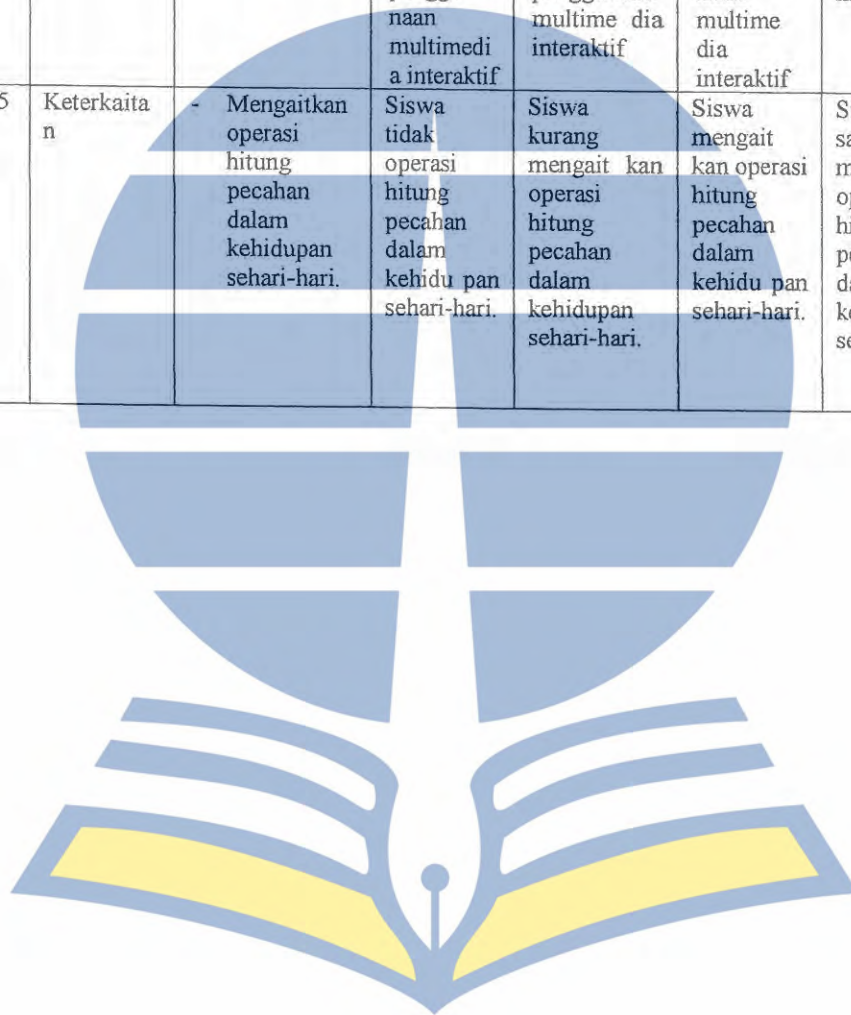 naan
multimedi
a interaktif
multime dia
interaktif
multime
dia
interaktif
5
Keterkaita
n
- Mengaitkan
operasi
hitung
pecahan
dalam
kehidupan
sehari-hari.
Siswa
tidak
operasi
hitung
pecahan
dalam
kehidu pan
sehari-hari.
Siswa
kurang
mengait kan
operasi
hitung
pecahan
dalam
kehidupan
sehari-hari.
Siswa
mengait
kan operasi
hitung
pecahan
dalam
kehidu pan
sehari-hari.